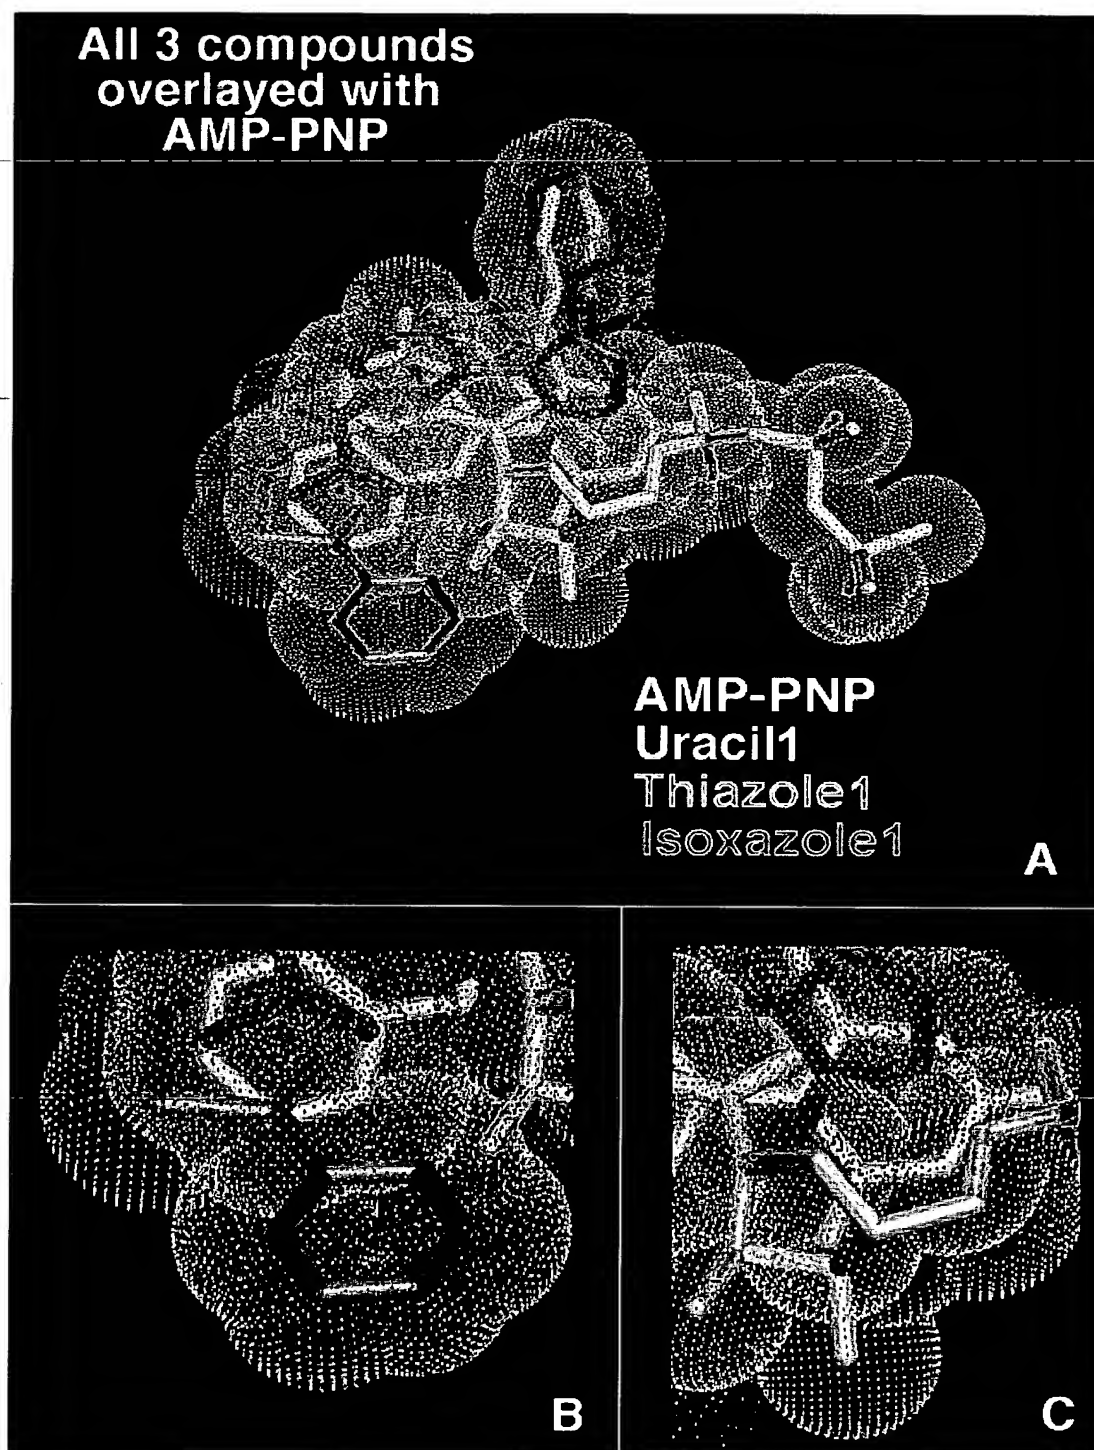 All 3 compounds
overlayed with
AMP-PNP
AMP-PNP
Uracil1
Thiazole1
Isoxazole1
A
B
C